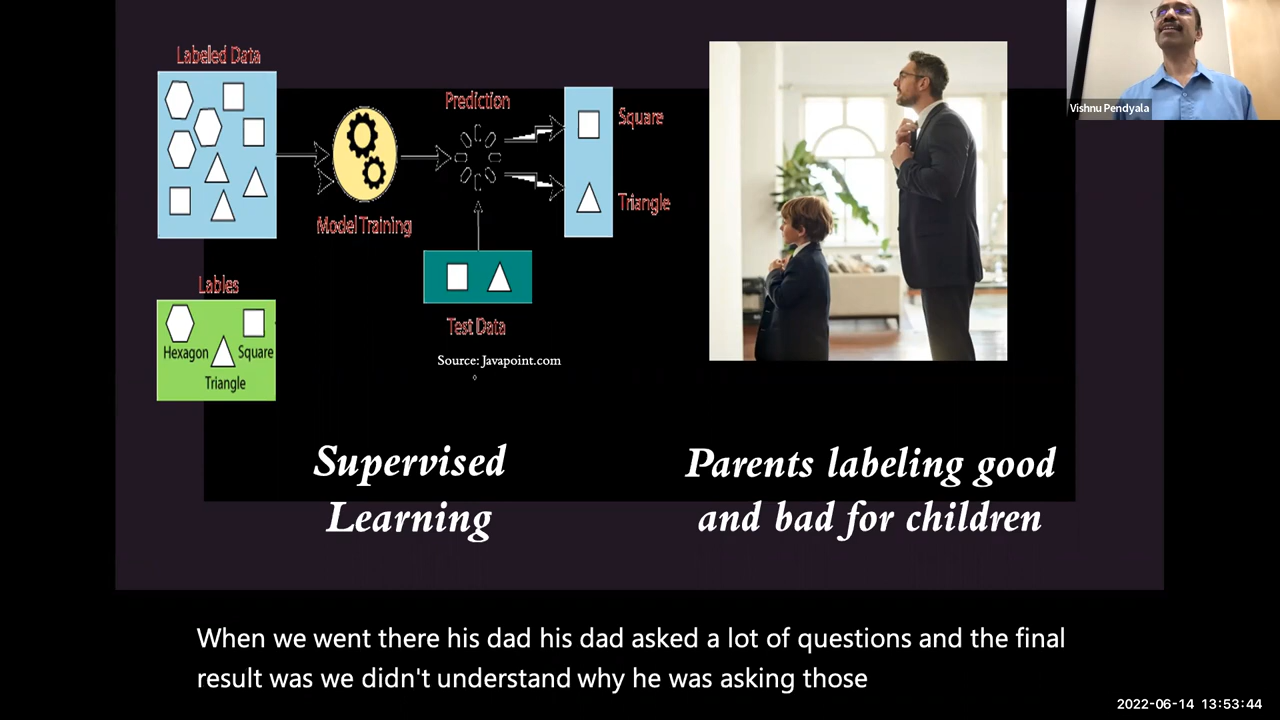 Labeled Data
Prediction
Square
Model Training
Triangle
Lables
Hexagon
Square
Triangle
Test Data
Source: Javapoint.com
Supervised
Learning
Parents labeling good
and bad for children
Vishnu Pendyala
When we went there his dad his dad asked a lot of questions and the final
result was we didn't understand why he was asking those
2022-06-14 13:53:44